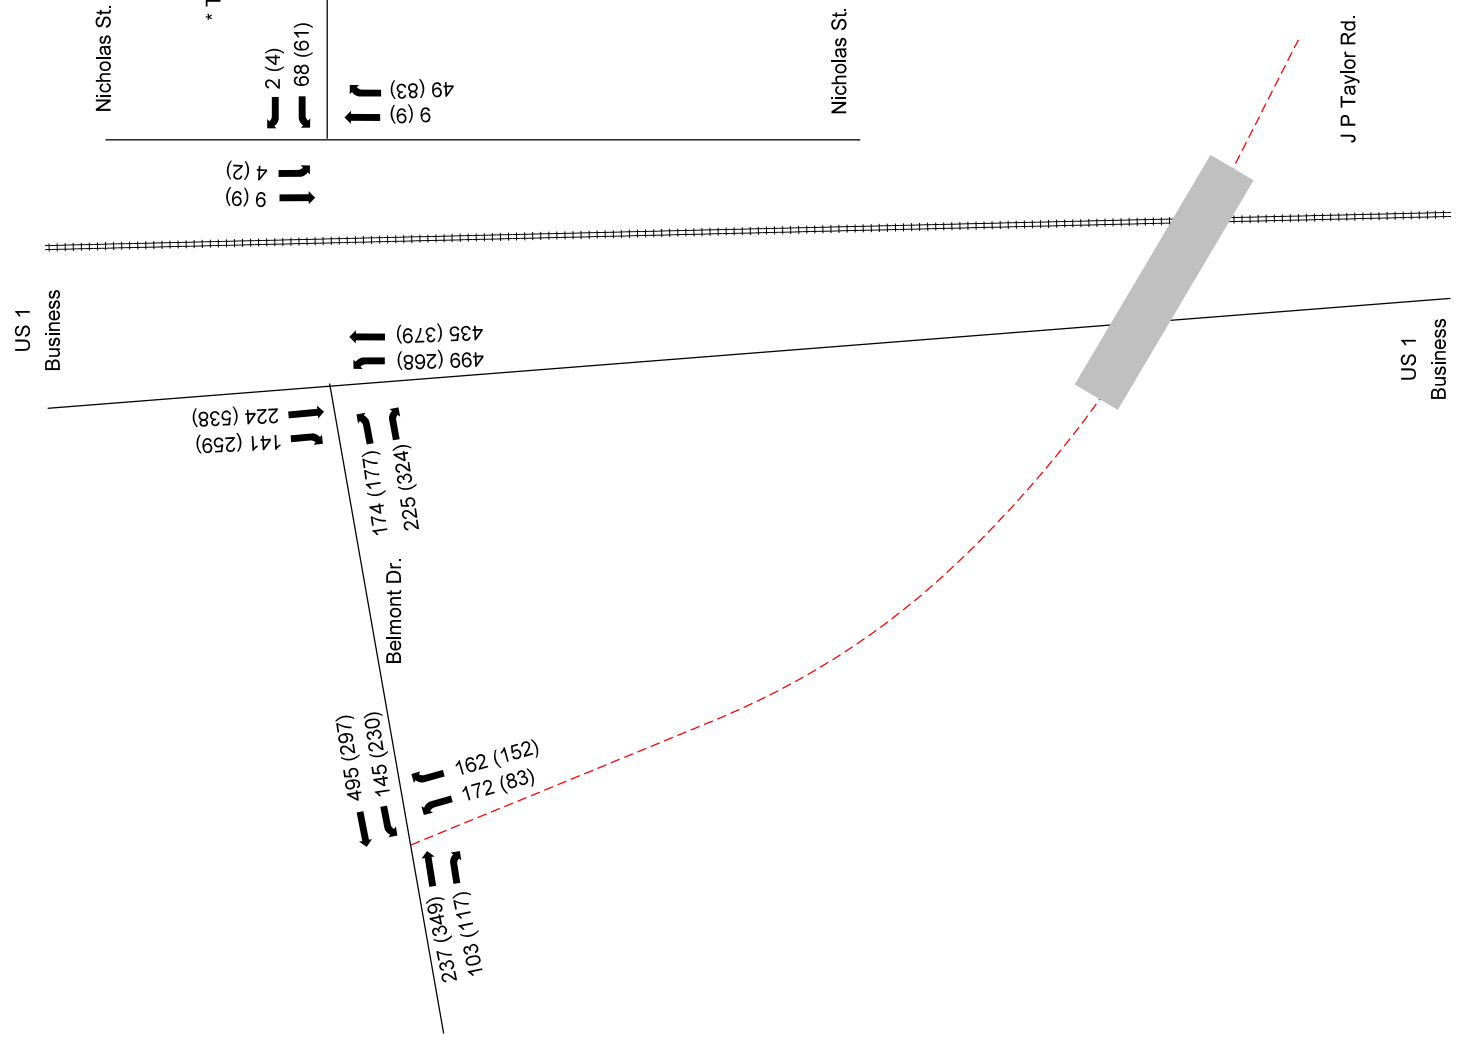 Nicholas St.
* T
2 (4)
68 (61)
49 (83)
9 (9)
Nicholas St.
J P Taylor Rd.
4 (2)
9 (9)
US 1
Business
435 (379)
499 (268)
US 1
Business
224 (538)
141 (259)
174 (177)
225 (324)
Belmont Dr.
495 (297)
145 (230)
162 (152)
172 (83)
237 (349)
103 (117)